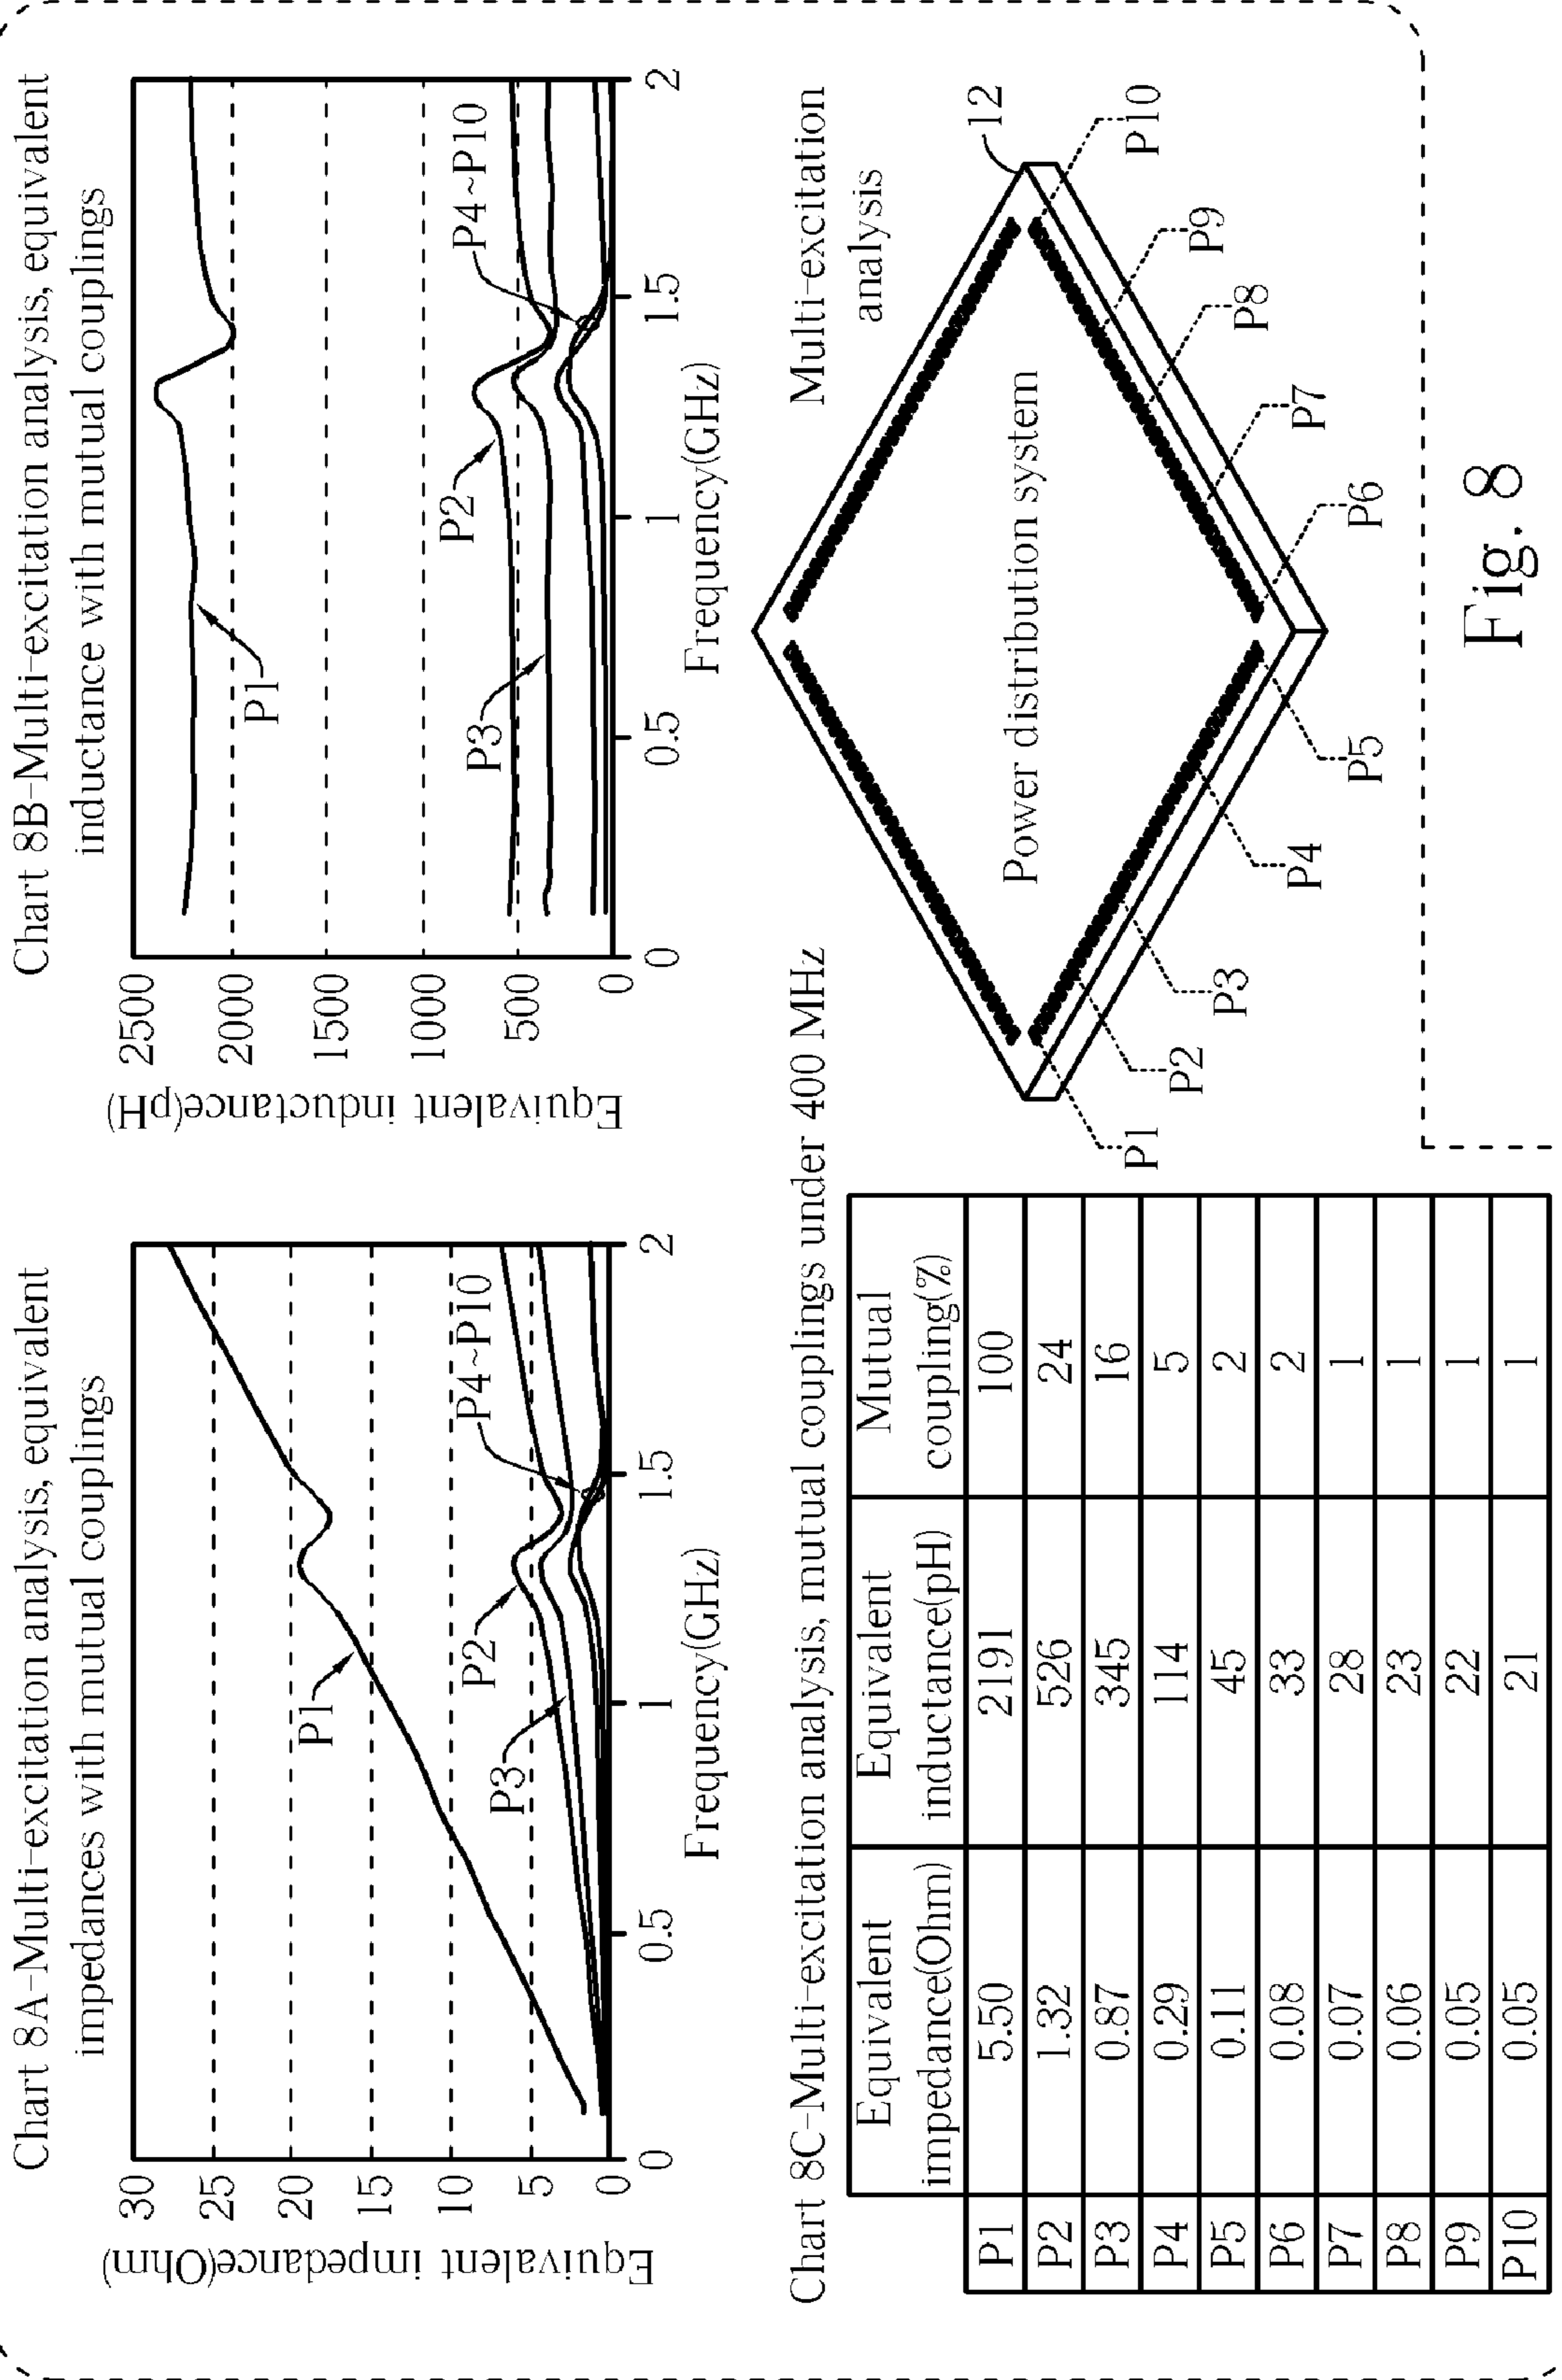 Chart 8A-Multi-excitation analysis, equivalent
impedances with mutual couplings
Equivalent impedance(Ohm)
30
25
20
15
10
5
0
P1
P2
P3
P4~P10
0
0.5
1
1.5
2
Frequency(GHz)
Chart 8B-Multi-excitation analysis, equivalent
inductance with mutual couplings
Equivalent inductance(pH)
2500
2000
1500
1000
500
0
P1
P2
P3
P4~P10
0
0.5
1
1.5
2
Frequency(GHz)
Chart 8C-Multi-excitation analysis, mutual couplings under 400 MHz
Equivalent impedance(Ohm) Equivalent inductance(pH) Mutual coupling(%)
P1 5.50 2191 100
P2 1.32 526 24
P3 0.87 345 16
P4 0.29 114 5
P5 0.11 45 2
P6 0.08 33 2
P7 0.07 28 1
P8 0.06 23 1
P9 0.05 22 1
P10 0.05 21 1
Multi-excitation
analysis
12
Power distribution system
P1
P2
P3
P4
P5
P6
P7
P8
P9
P10
Fig. 8